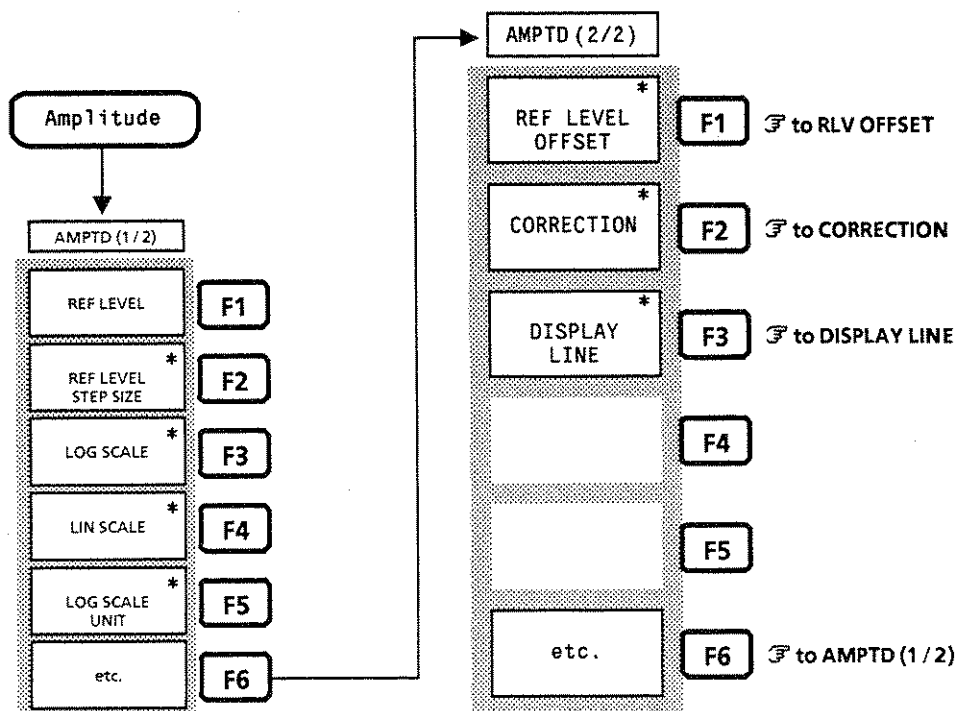 Amplitude
AMPTD (1/2)
REF LEVEL
F1
*
REF LEVEL
STEP SIZE
F2
*
LOG SCALE
F3
*
LIN SCALE
F4
*
LOG SCALE
UNIT
F5
etc.
F6
AMPTD (2/2)
*
REF LEVEL
OFFSET
F1
☞ to RLV OFFSET
*
CORRECTION
F2
☞ to CORRECTION
*
DISPLAY
LINE
F3
☞ to DISPLAY LINE
F4
F5
etc.
F6
☞ to AMPTD (1/2)